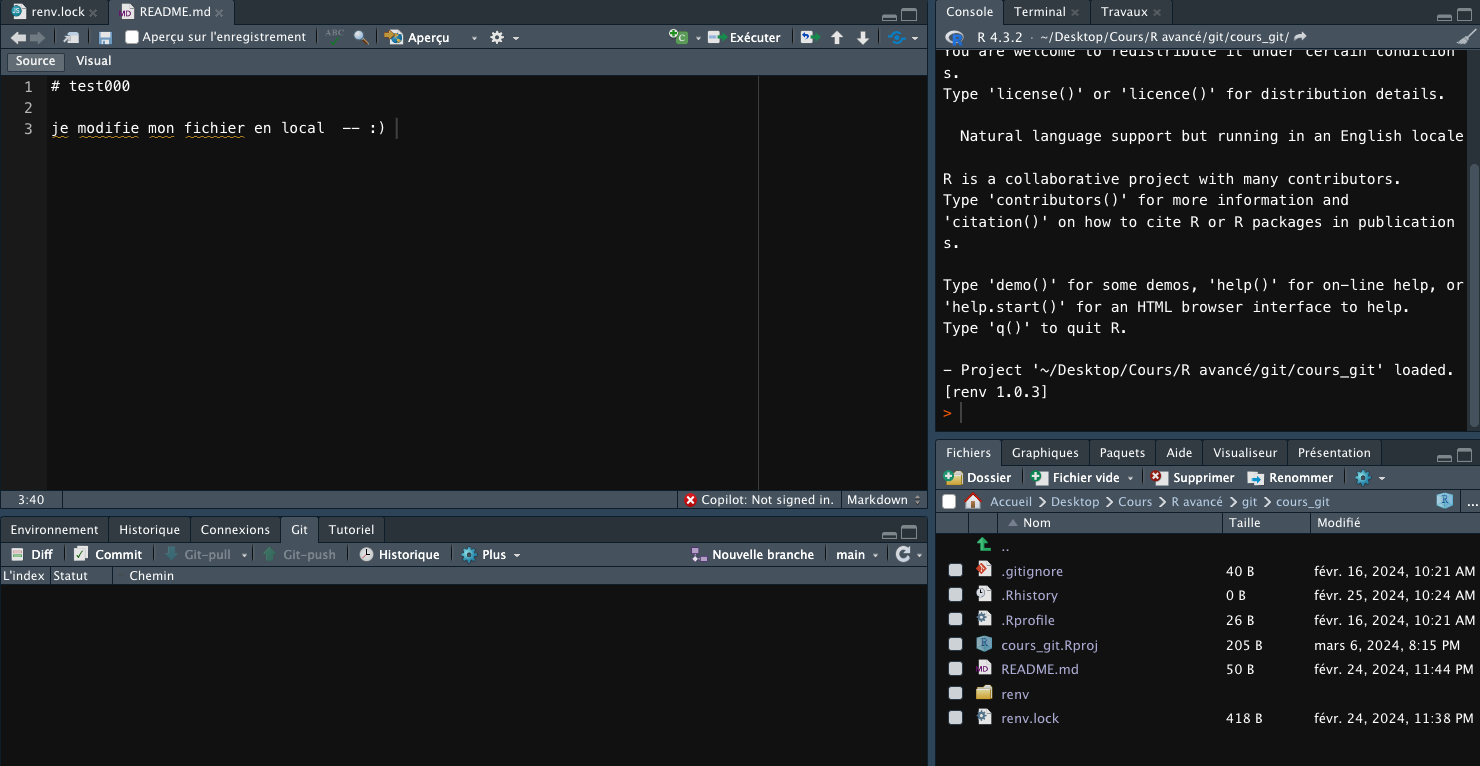 renv.lock README.md
Aperçu sur l'enregistrement ABC Aperçu Exécuter
Source Visual
1 # test000
2
3 je modifie mon fichier en local -- :)
3:40 Copilot: Not signed in. Markdown
Environnement Historique Connexions Git Tutoriel
Diff Commit Git-pull Git-push Historique Plus Nouvelle branche main
L'index Statut Chemin
Console Terminal Travaux
R 4.3.2 · ~/Desktop/Cours/R avancé/git/cours_git/
You are welcome to redistribute it under certain condition
s.
Type 'license()' or 'licence()' for distribution details.
Natural language support but running in an English locale
R is a collaborative project with many contributors.
Type 'contributors()' for more information and
'citation()' on how to cite R or R packages in publication
s.
Type 'demo()' for some demos, 'help()' for on-line help, or
'help.start()' for an HTML browser interface to help.
Type 'q()' to quit R.
- Project '~/Desktop/Cours/R avancé/git/cours_git' loaded.
[renv 1.0.3]
>
Fichiers Graphiques Paquets Aide Visualiseur Présentation
Dossier Fichier vide Supprimer Renommer
Accueil Desktop Cours R avancé git cours_git ...
Nom Taille Modifié
..
.gitignore 40 B févr. 16, 2024, 10:21 AM
.Rhistory 0 B févr. 25, 2024, 10:24 AM
.Rprofile 26 B févr. 16, 2024, 10:21 AM
cours_git.Rproj 205 B mars 6, 2024, 8:15 PM
README.md 50 B févr. 24, 2024, 11:44 PM
renv
renv.lock 418 B févr. 24, 2024, 11:38 PM